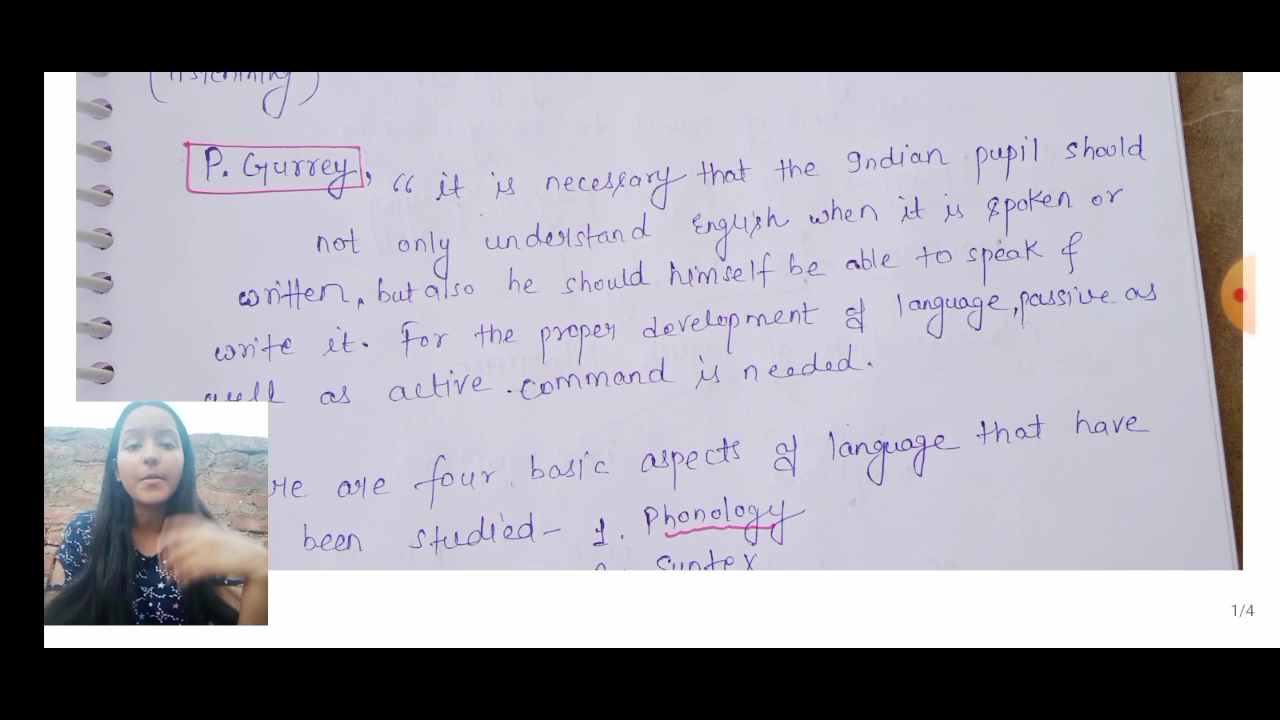 (listening)
P. Gurrey, “ it is necessary that the Indian pupil should
not only understand English when it is spoken or
written, but also he should himself be able to speak &
write it. For the proper development of language, passive as
well as active command is needed.
are four basic aspects of language that have
been studied- 1. Phonology
Syntex
1/4